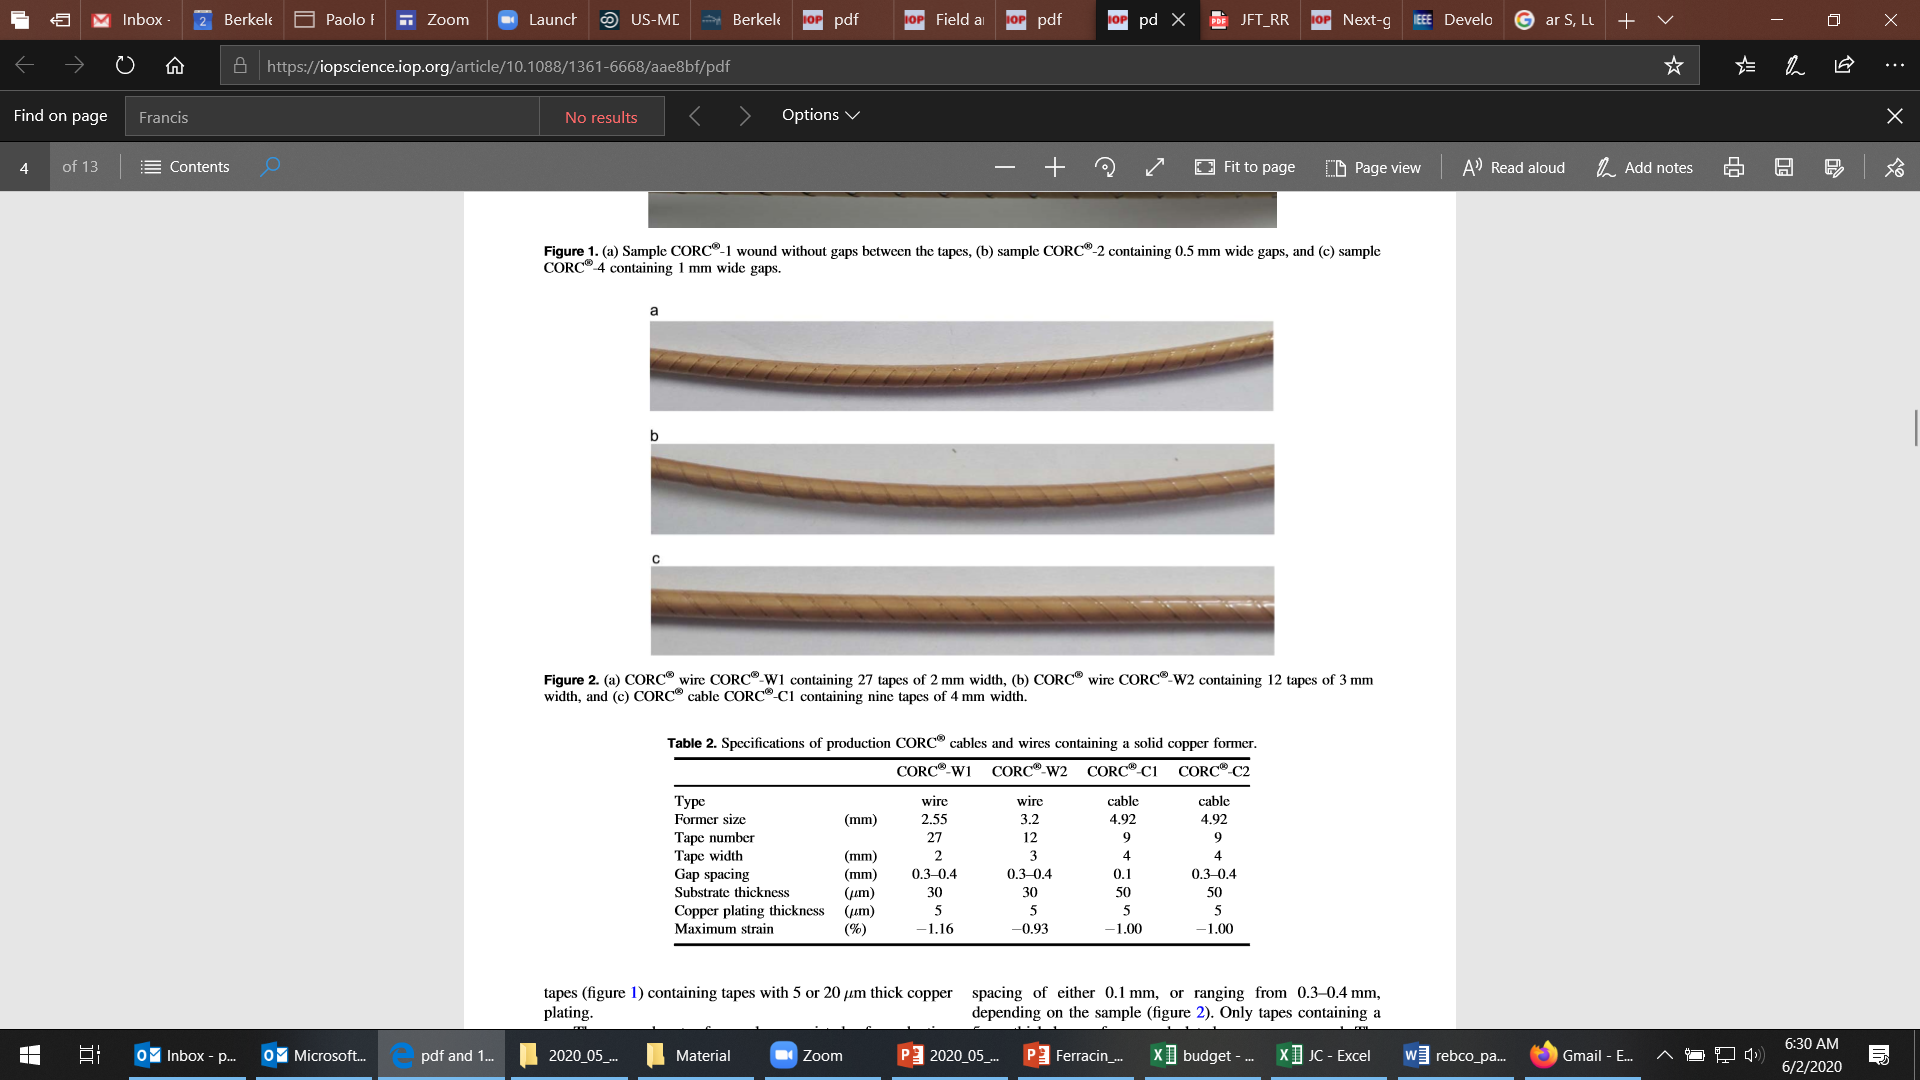 Inbox -
2 Berkele
Paolo F
Zoom
Launch
US-MD
Berkele
IOP pdf
IOP Field a
IOP pdf
IOP pd
PDF JFT_RR
IOP Next-g
IEEE Develo
G ar S, Lu
https://iopscience.iop.org/article/10.1088/1361-6668/aae8bf/pdf
Find on page
Francis
No results
Options
4 of 13
Contents
Fit to page
Page view
Read aloud
Add notes
Figure 1. (a) Sample CORC®-1 wound without gaps between the tapes, (b) sample CORC®-2 containing 0.5 mm wide gaps, and (c) sample
CORC®-4 containing 1 mm wide gaps.
a
b
c
Figure 2. (a) CORC® wire CORC®-W1 containing 27 tapes of 2 mm width, (b) CORC® wire CORC®-W2 containing 12 tapes of 3 mm
width, and (c) CORC® cable CORC®-C1 containing nine tapes of 4 mm width.
Table 2. Specifications of production CORC® cables and wires containing a solid copper former.
CORC®-W1 CORC®-W2 CORC®-C1 CORC®-C2
Type wire wire cable cable
Former size (mm) 2.55 3.2 4.92 4.92
Tape number 27 12 9 9
Tape width (mm) 2 3 4 4
Gap spacing (mm) 0.3–0.4 0.3–0.4 0.1 0.3–0.4
Substrate thickness (μm) 30 30 50 50
Copper plating thickness (μm) 5 5 5 5
Maximum strain (%) −1.16 −0.93 −1.00 −1.00
tapes (figure 1) containing tapes with 5 or 20 μm thick copper
plating.
spacing of either 0.1 mm, or ranging from 0.3–0.4 mm,
depending on the sample (figure 2). Only tapes containing a
Inbox - p...
Microsoft...
pdf and 1...
2020_05_...
Material
Zoom
2020_05_...
Ferracin_...
budget - ...
JC - Excel
rebco_pa...
Gmail - E...
6:30 AM
6/2/2020